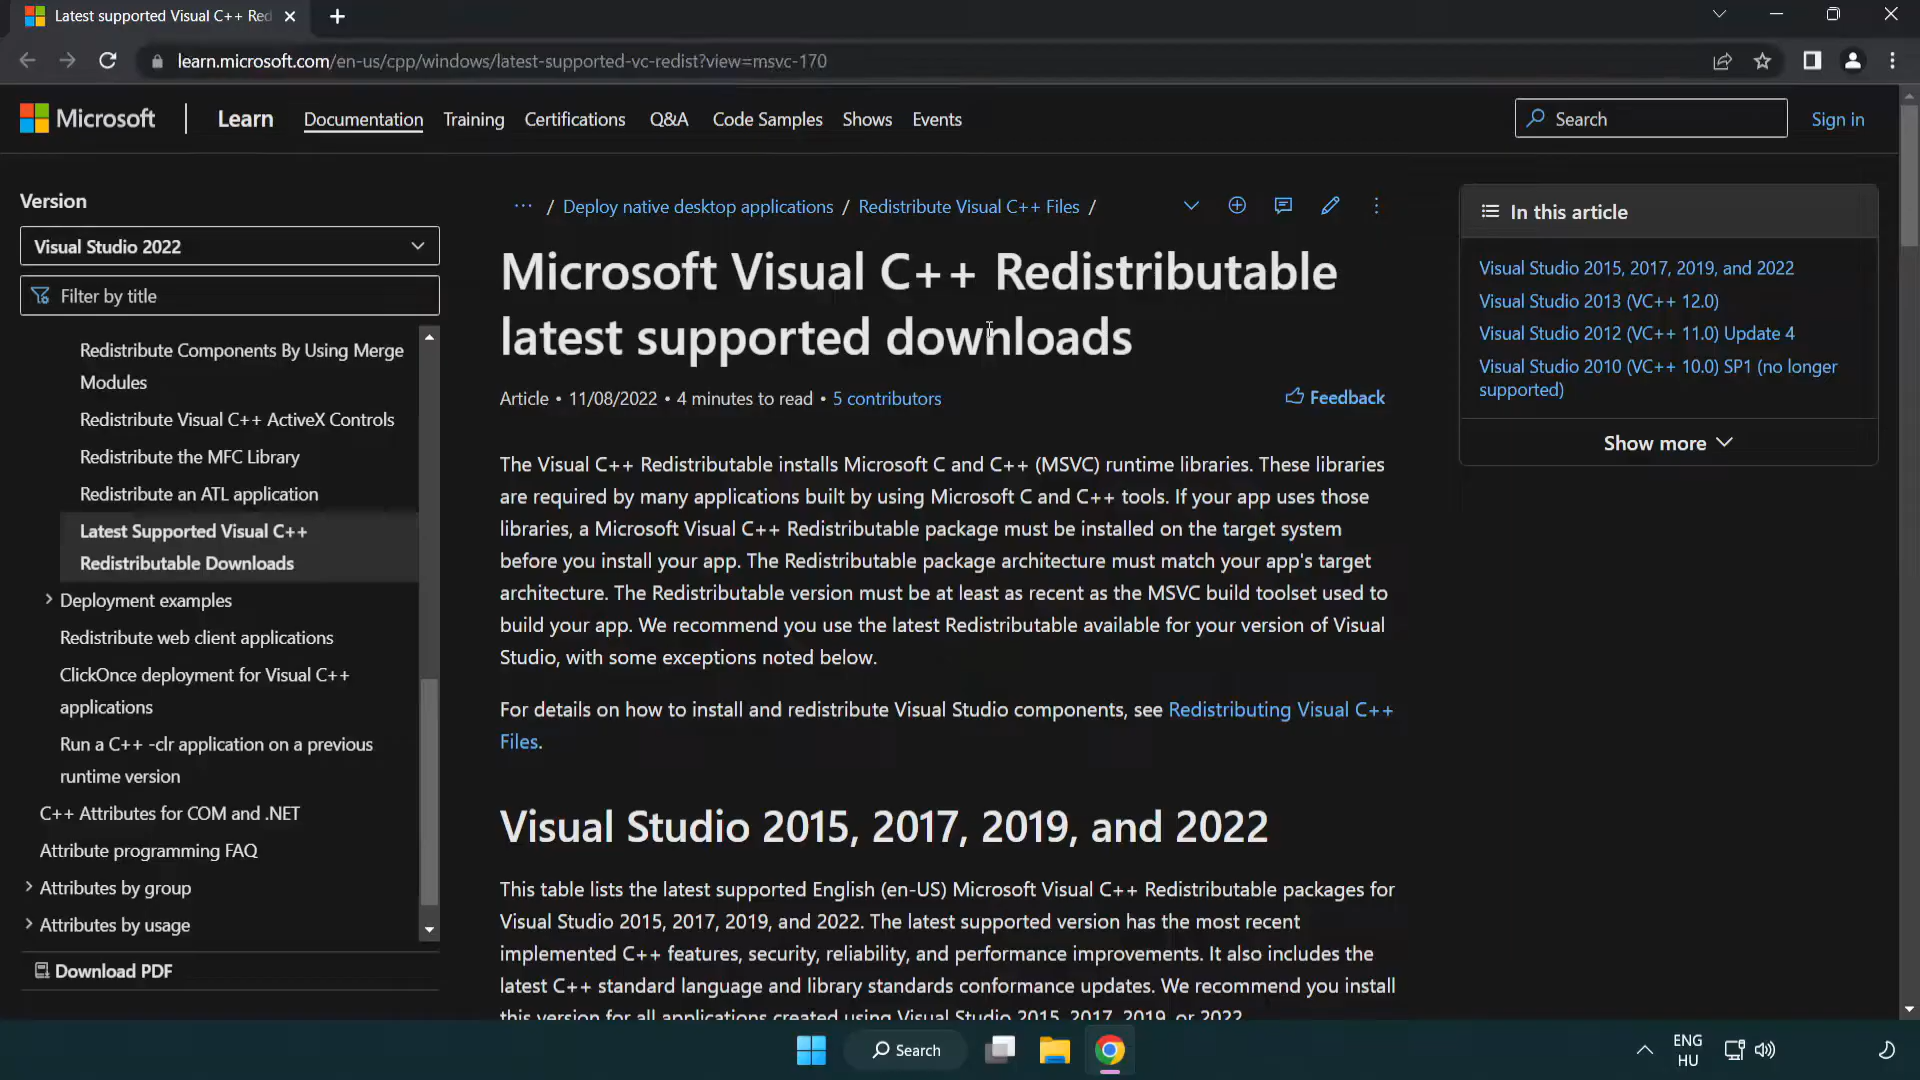 Latest supported Visual C++ Red
learn.microsoft.com/en-us/cpp/windows/latest-supported-vc-redist?view=msvc-170
Microsoft
Learn
Documentation
Training
Certifications
Q&A
Code Samples
Shows
Events
Search
Sign in
Version
Visual Studio 2022
Filter by title
Redistribute Components By Using Merge
Modules
Redistribute Visual C++ ActiveX Controls
Redistribute the MFC Library
Redistribute an ATL application
Latest Supported Visual C++
Redistributable Downloads
Deployment examples
Redistribute web client applications
ClickOnce deployment for Visual C++
applications
Run a C++ -clr application on a previous
runtime version
C++ Attributes for COM and .NET
Attribute programming FAQ
Attributes by group
Attributes by usage
Download PDF
... / Deploy native desktop applications / Redistribute Visual C++ Files /
Microsoft Visual C++ Redistributable
latest supported downloads
Article • 11/08/2022 • 4 minutes to read • 5 contributors
Feedback
The Visual C++ Redistributable installs Microsoft C and C++ (MSVC) runtime libraries. These libraries
are required by many applications built by using Microsoft C and C++ tools. If your app uses those
libraries, a Microsoft Visual C++ Redistributable package must be installed on the target system
before you install your app. The Redistributable package architecture must match your app's target
architecture. The Redistributable version must be at least as recent as the MSVC build toolset used to
build your app. We recommend you use the latest Redistributable available for your version of Visual
Studio, with some exceptions noted below.
For details on how to install and redistribute Visual Studio components, see Redistributing Visual C++
Files.
Visual Studio 2015, 2017, 2019, and 2022
This table lists the latest supported English (en-US) Microsoft Visual C++ Redistributable packages for
Visual Studio 2015, 2017, 2019, and 2022. The latest supported version has the most recent
implemented C++ features, security, reliability, and performance improvements. It also includes the
latest C++ standard language and library standards conformance updates. We recommend you install
this version for all applications created using Visual Studio 2015, 2017, 2019, or 2022.
In this article
Visual Studio 2015, 2017, 2019, and 2022
Visual Studio 2013 (VC++ 12.0)
Visual Studio 2012 (VC++ 11.0) Update 4
Visual Studio 2010 (VC++ 10.0) SP1 (no longer
supported)
Show more
Search
ENG
HU